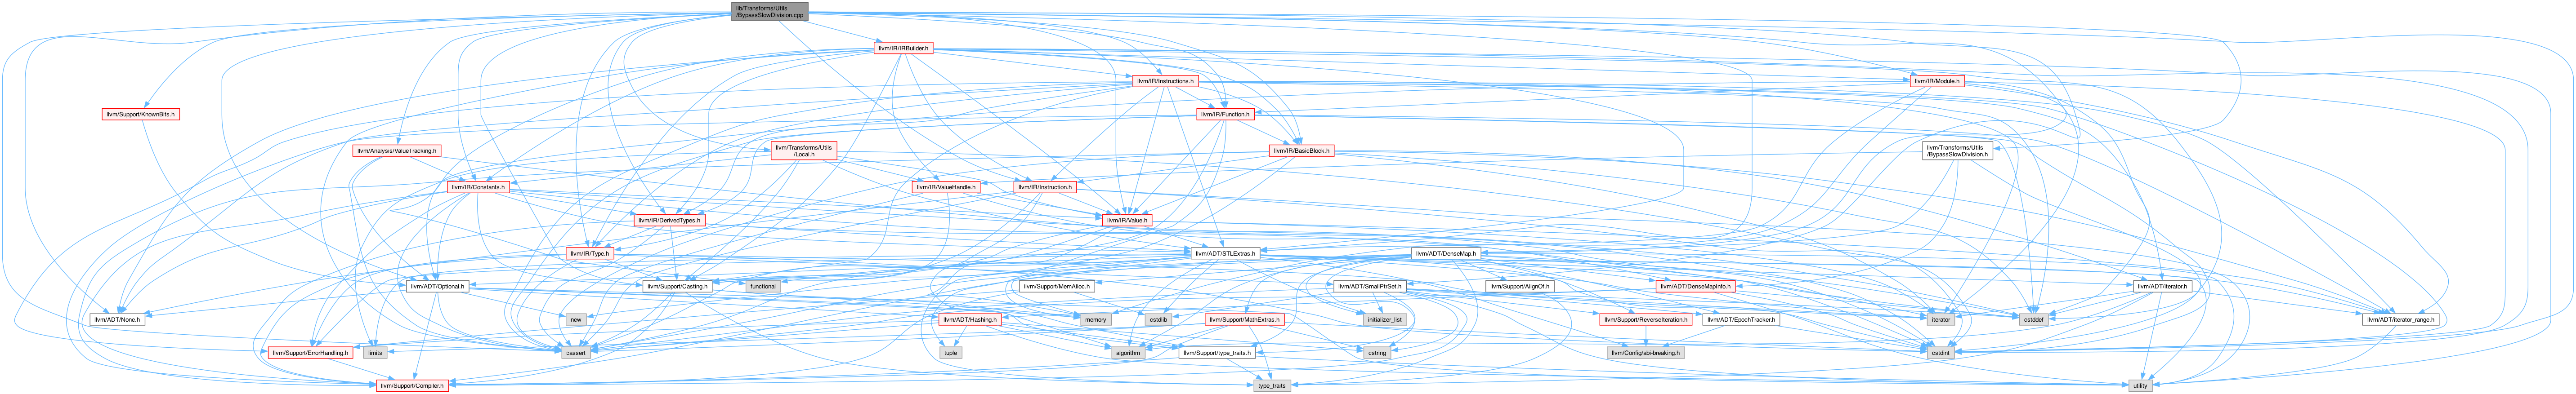 lib/Transforms/Utils
/BypassSlowDivision.cpp
llvm/IR/IRBuilder.h
llvm/IR/Instructions.h
llvm/IR/Module.h
llvm/Support/KnownBits.h
llvm/IR/Function.h
llvm/Analysis/ValueTracking.h
llvm/Transforms/Utils
/Local.h
llvm/IR/BasicBlock.h
llvm/Transforms/Utils
/BypassSlowDivision.h
llvm/IR/Constants.h
llvm/IR/ValueHandle.h
llvm/IR/Instruction.h
llvm/IR/DerivedTypes.h
llvm/IR/Value.h
llvm/IR/Type.h
llvm/ADT/STLExtras.h
llvm/ADT/DenseMap.h
llvm/ADT/Optional.h
llvm/Support/Casting.h
functional
llvm/Support/MemAlloc.h
llvm/ADT/SmallPtrSet.h
llvm/Support/AlignOf.h
llvm/ADT/DenseMapInfo.h
llvm/ADT/iterator.h
llvm/ADT/None.h
new
memory
cstdlib
llvm/ADT/Hashing.h
llvm/Support/MathExtras.h
initializer_list
llvm/Support/ReverseIteration.h
llvm/ADT/EpochTracker.h
iterator
cstddef
llvm/ADT/iterator_range.h
llvm/Support/ErrorHandling.h
limits
cassert
tuple
algorithm
llvm/Support/type_traits.h
cstring
llvm/Config/abi-breaking.h
cstdint
llvm/Support/Compiler.h
type_traits
utility